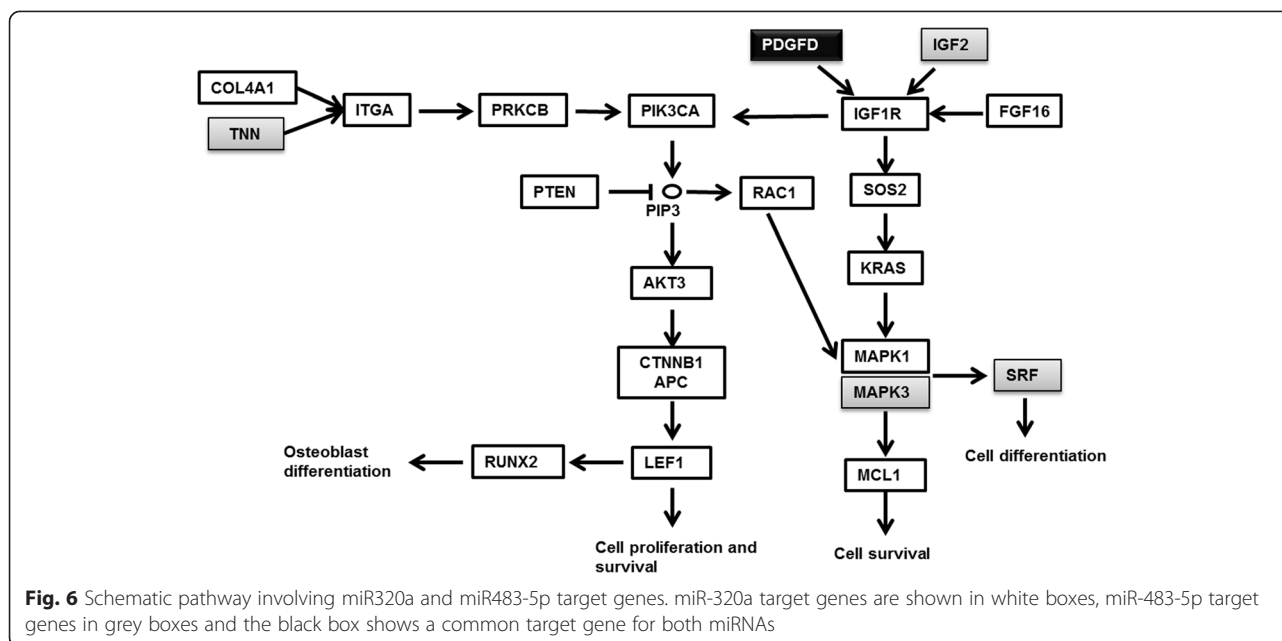 PDGFD
IGF2
COL4A1
TNN
ITGA
PRKCB
PIK3CA
IGF1R
FGF16
PTEN
PIP3
RAC1
SOS2
KRAS
AKT3
CTNNB1
APC
MAPK1
MAPK3
SRF
Osteoblast
differentiation
RUNX2
LEF1
MCL1
Cell differentiation
Cell proliferation and
survival
Cell survival
Fig. 6 Schematic pathway involving miR320a and miR483-5p target genes. miR-320a target genes are shown in white boxes, miR-483-5p target
genes in grey boxes and the black box shows a common target gene for both miRNAs